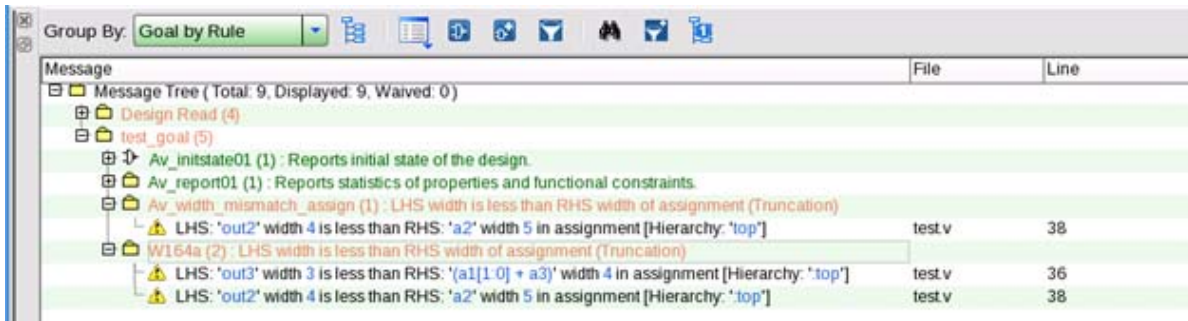 Group By: Goal by Rule
Message File Line
Message Tree ( Total: 9, Displayed: 9, Waived: 0 )
Design Read (4)
test_goal (5)
Av_initstate01 (1) : Reports initial state of the design.
Av_report01 (1) : Reports statistics of properties and functional constraints.
Av_width_mismatch_assign (1) : LHS width is less than RHS width of assignment (Truncation)
LHS: 'out2' width 4 is less than RHS: 'a2' width 5 in assignment [Hierarchy: 'top'] test.v 38
W164a (2) : LHS width is less than RHS width of assignment (Truncation)
LHS: 'out3' width 3 is less than RHS: '(a1[1:0] + a3)' width 4 in assignment [Hierarchy: ':top'] test.v 36
LHS: 'out2' width 4 is less than RHS: 'a2' width 5 in assignment [Hierarchy: ':top'] test.v 38